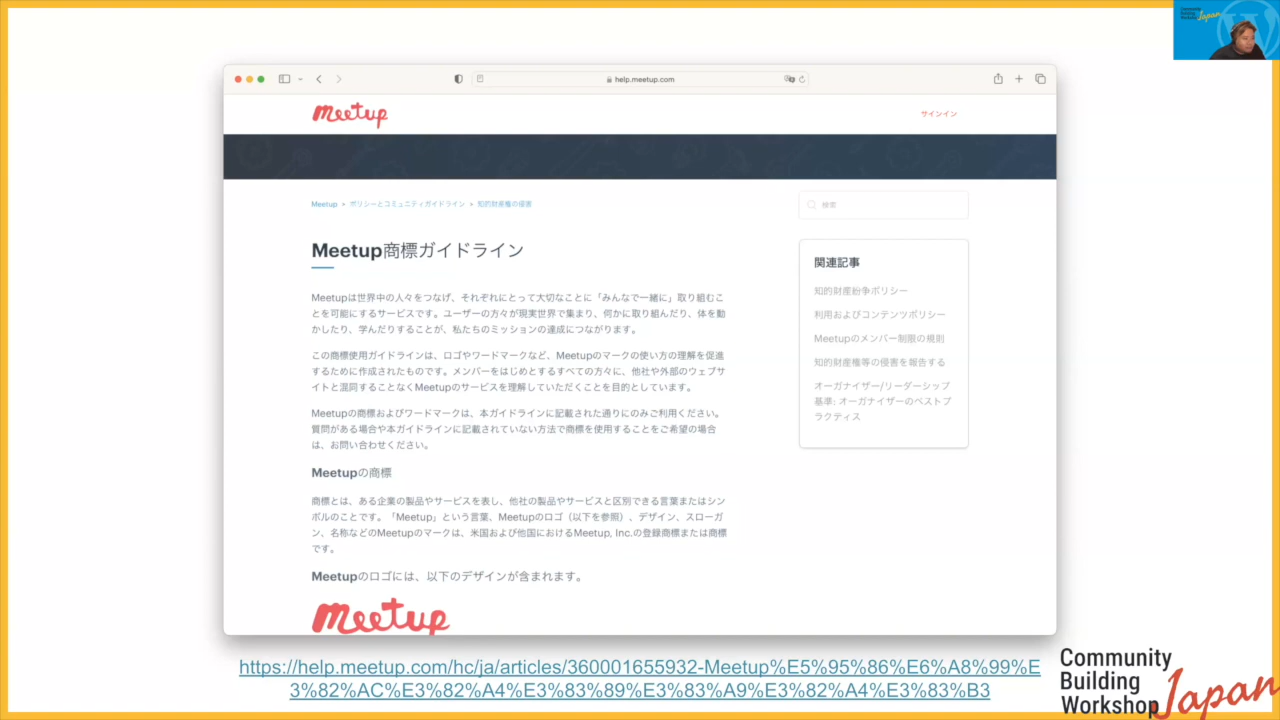 Community
Building
Workshop
Japan
help.meetup.com
meetup
サインイン
Meetup ▸ ポリシーとコミュニティガイドライン ▸ 知的財産権の侵害
検索
Meetup商標ガイドライン
Meetupは世界中の人々をつなげ、それぞれにとって大切なことに「みんなで一緒に」取り組むこ
とを可能にするサービスです。ユーザーの方々が現実世界で集まり、何かに取り組んだり、体を動
かしたり、学んだりすることが、私たちのミッションの達成につながります。
この商標使用ガイドラインは、ロゴやワードマークなど、Meetupのマークの使い方の理解を促進
するために作成されたものです。メンバーをはじめとするすべての方々に、他社や外部のウェブサ
イトと混同することなくMeetupのサービスを理解していただくことを目的としています。
Meetupの商標およびワードマークは、本ガイドラインに記載された通りにのみご利用ください。
質問がある場合や本ガイドラインに記載されていない方法で商標を使用することをご希望の場合
は、お問い合わせください。
Meetupの商標
商標とは、ある企業の製品やサービスを表し、他社の製品やサービスと区別できる言葉またはシン
ボルのことです。「Meetup」という言葉、Meetupのロゴ（以下を参照）、デザイン、スローガ
ン、名称などのMeetupのマークは、米国および他国におけるMeetup, Inc.の登録商標または商標
です。
Meetupのロゴには、以下のデザインが含まれます。
meetup
関連記事
知的財産紛争ポリシー
利用およびコンテンツポリシー
Meetupのメンバー制限の規則
知的財産権等の侵害を報告する
オーガナイザー/リーダーシップ
基準: オーガナイザーのベストプ
ラクティス
https://help.meetup.com/hc/ja/articles/360001655932-Meetup%E5%95%86%E6%A8%99%E
3%82%AC%E3%82%A4%E3%83%89%E3%83%A9%E3%82%A4%E3%83%B3
Community
Building
Workshop
Japan